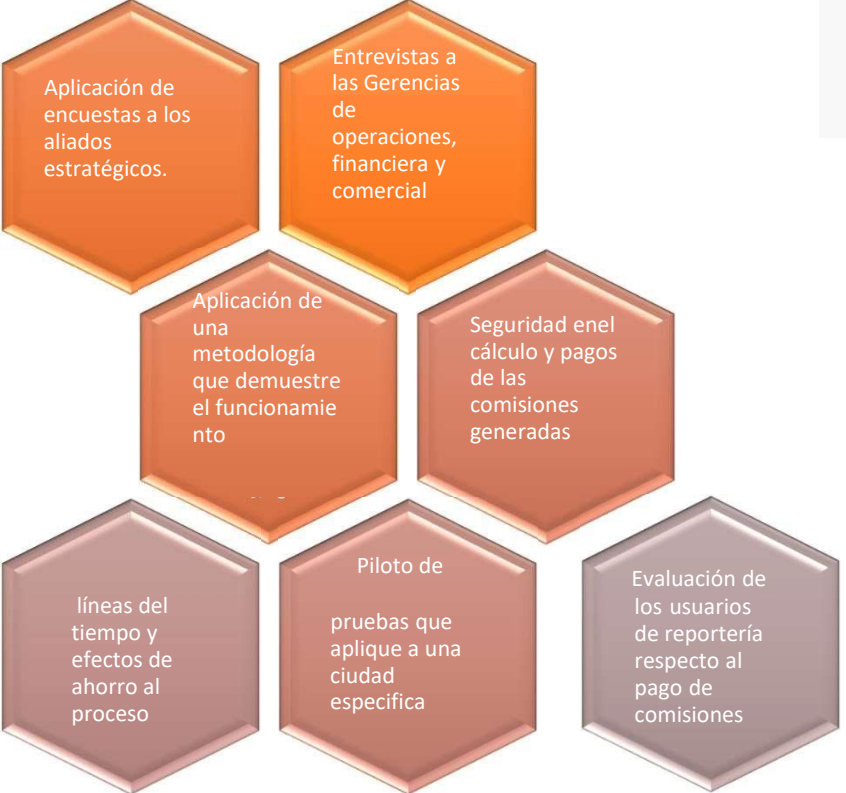 Aplicación de
encuestas a los
aliados
estratégicos.
Entrevistas a
las Gerencias
de
operaciones,
financiera y
comercial
Aplicación de
una
metodología
que demuestre
el funcionamie
nto
Seguridad enel
cálculo y pagos
de las
comisiones
generadas
líneas del
tiempo y
efectos de
ahorro al
proceso
Piloto de
pruebas que
aplique a una
ciudad
especifica
Evaluación de
los usuarios
de reportería
respecto al
pago de
comisiones